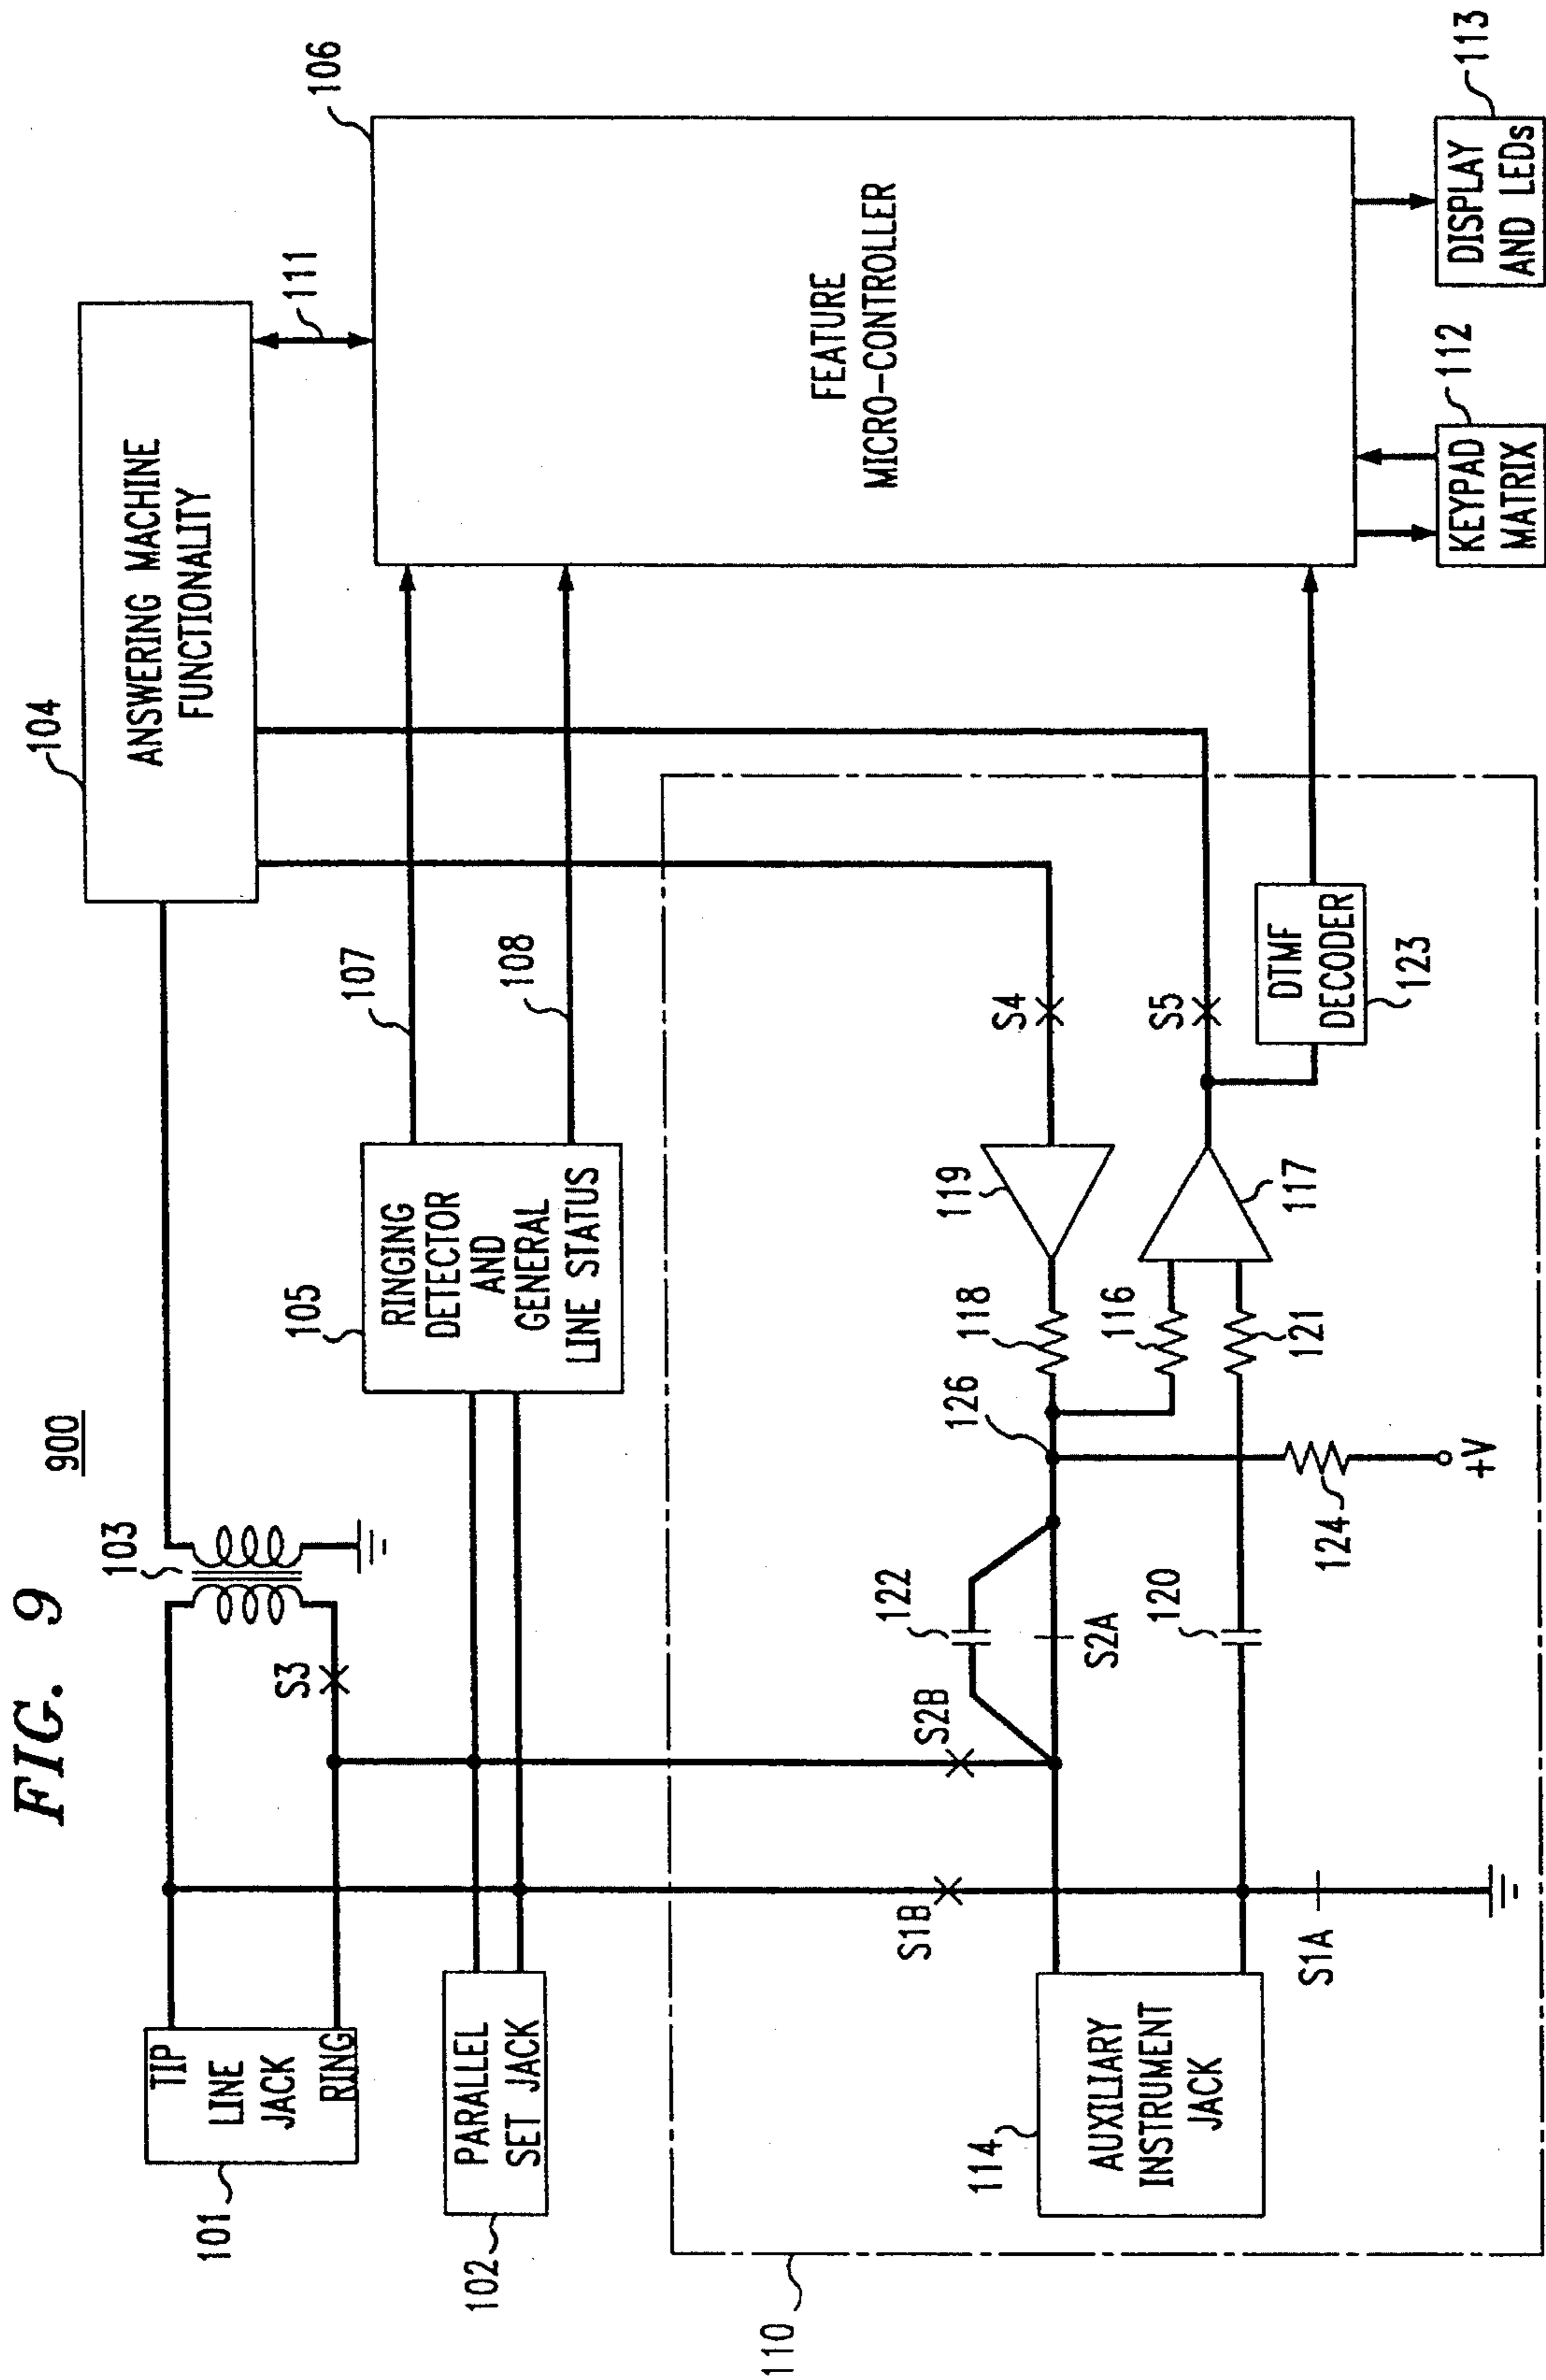 FIG. 9
900
101
TIP
LINE
JACK
RING
S3
103
104
ANSWERING MACHINE
FUNCTIONALITY
111
102
PARALLEL
SET JACK
105
RINGING
DETECTOR
AND
GENERAL
LINE STATUS
107
108
106
FEATURE
MICRO-CONTROLLER
110
114
AUXILIARY
INSTRUMENT
JACK
S1B
S1A
S2B
122
S2A
120
126
124
+V
118
116
121
119
117
S4
S5
DTMF
DECODER
123
KEYPAD
MATRIX
112
DISPLAY
AND LEDs
113